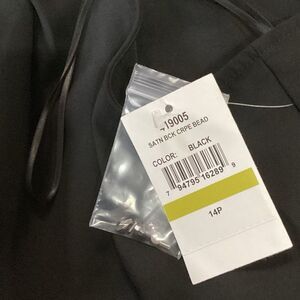 19005
SATN BCK CRPE BEAD
COLOR: BLACK
7 94795 16289 9
14P